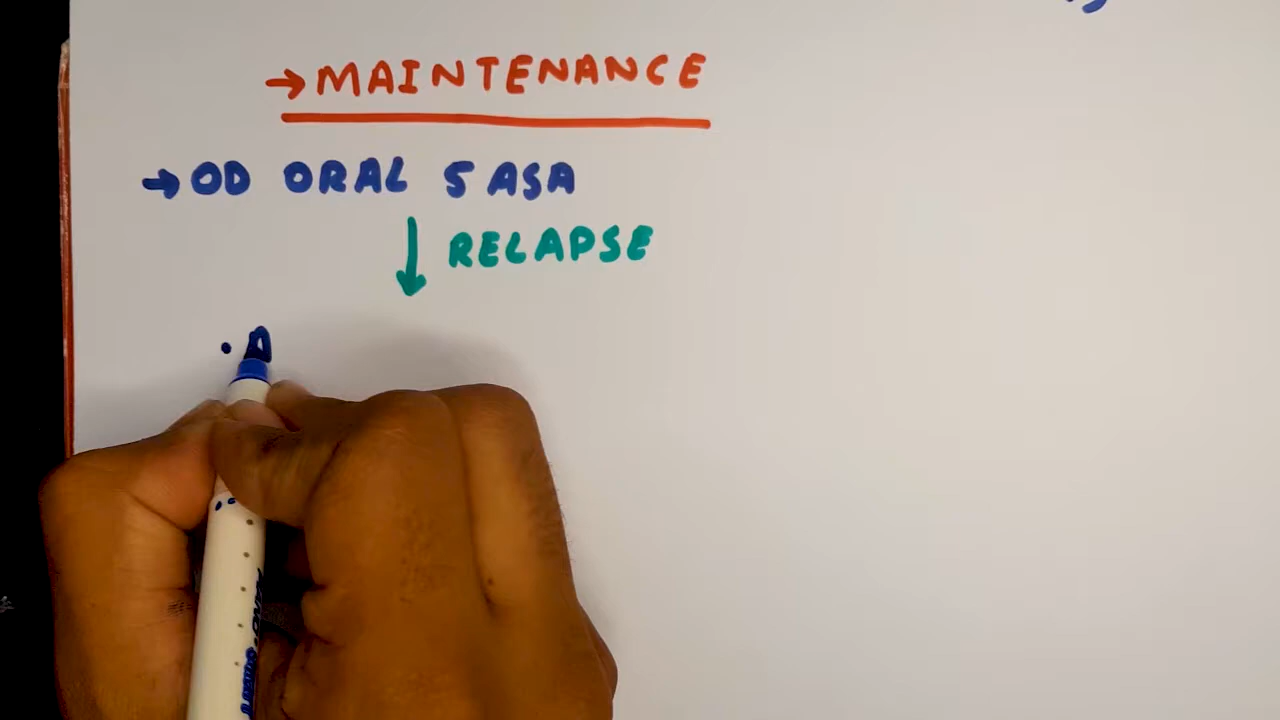 → MAINTENANCE
→ OD ORAL 5 ASA
↓ RELAPSE